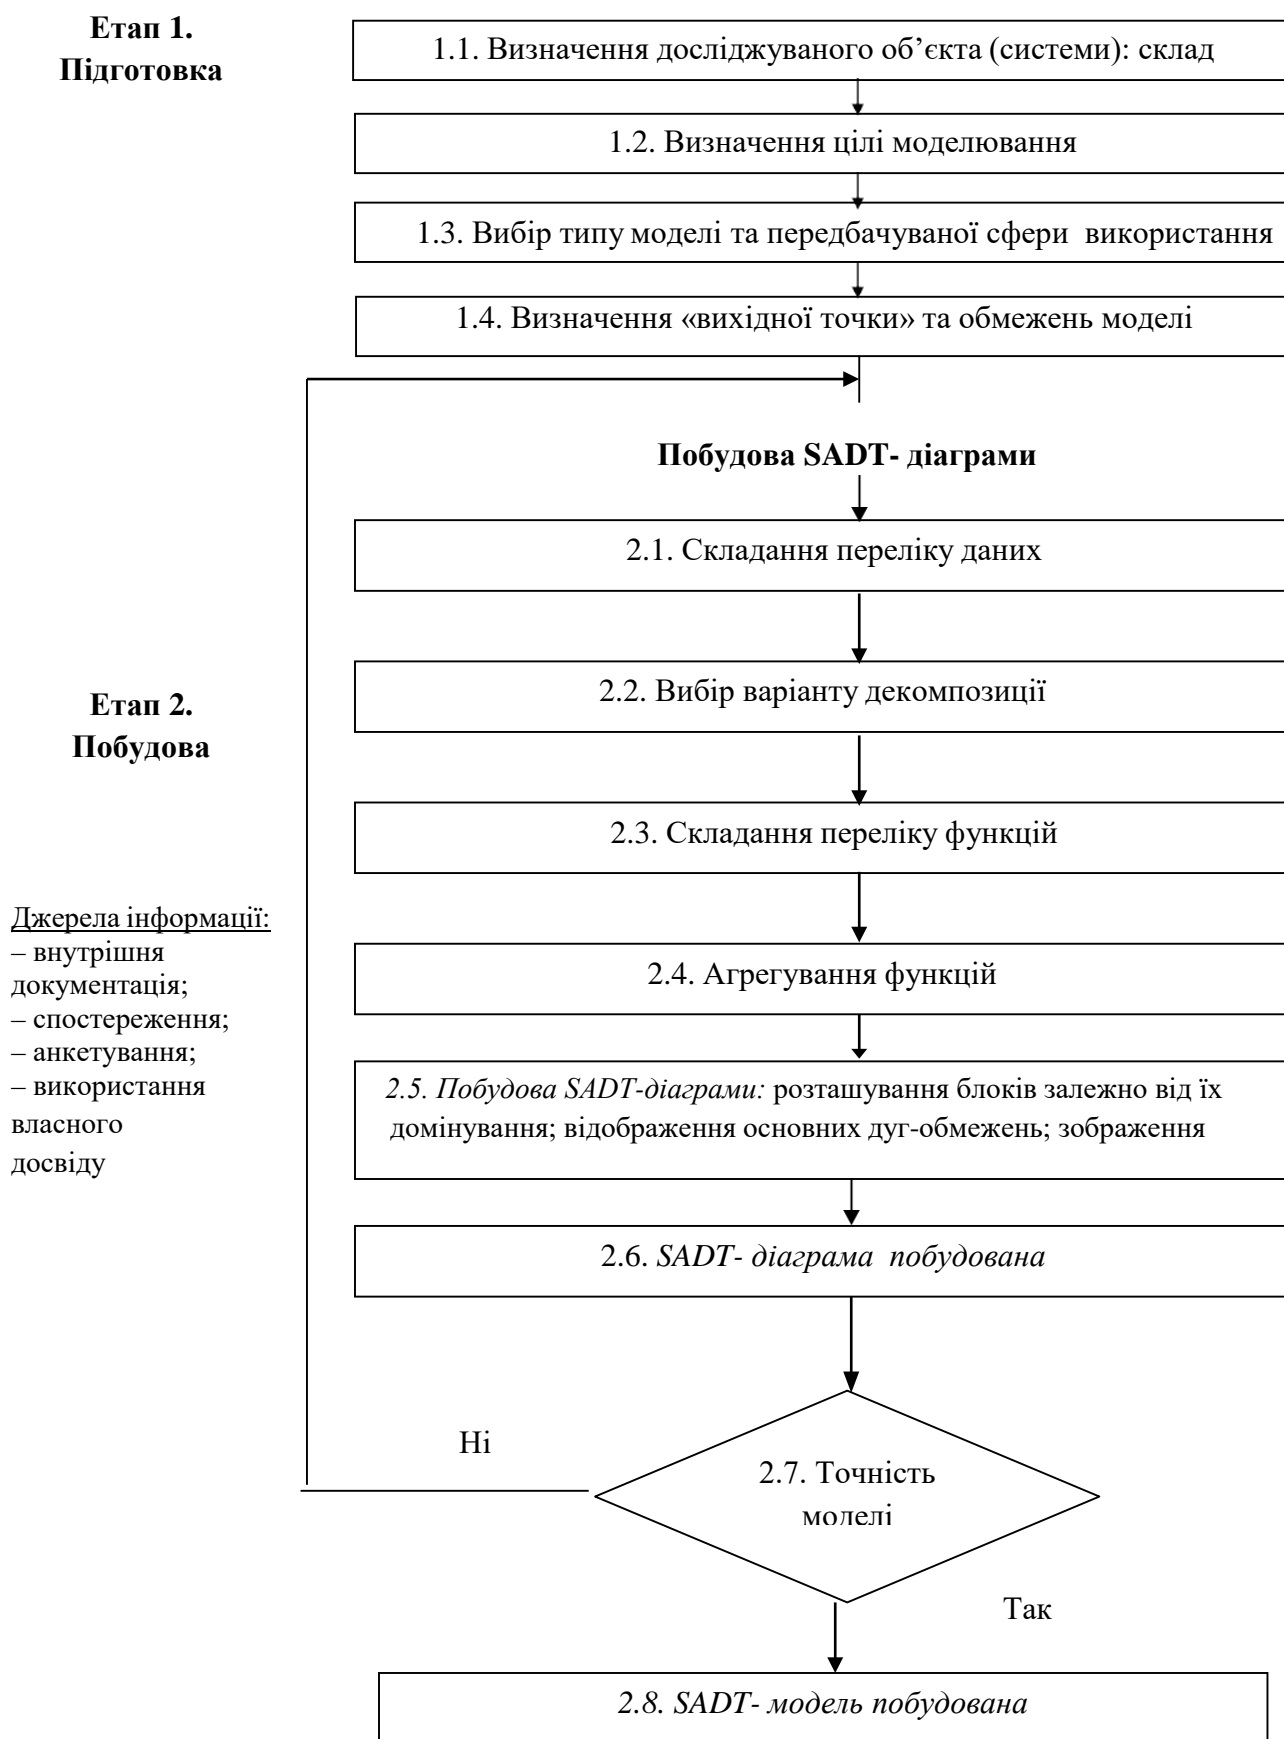 Етап 1.
Підготовка
1.1. Визначення досліджуваного об’єкта (системи): склад
1.2. Визначення цілі моделювання
1.3. Вибір типу моделі та передбачуваної сфери використання
1.4. Визначення «вихідної точки» та обмежень моделі
Побудова SADT- діаграми
2.1. Складання переліку даних
2.2. Вибір варіанту декомпозиції
Етап 2.
Побудова
2.3. Складання переліку функцій
Джерела інформації:
– внутрішня
документація;
– спостереження;
– анкетування;
– використання
власного
досвіду
2.4. Агрегування функцій
2.5. Побудова SADT-діаграми: розташування блоків залежно від їх
домінування; відображення основних дуг-обмежень; зображення
2.6. SADT- діаграма побудована
Ні
2.7. Точність
моделі
Так
2.8. SADT- модель побудована